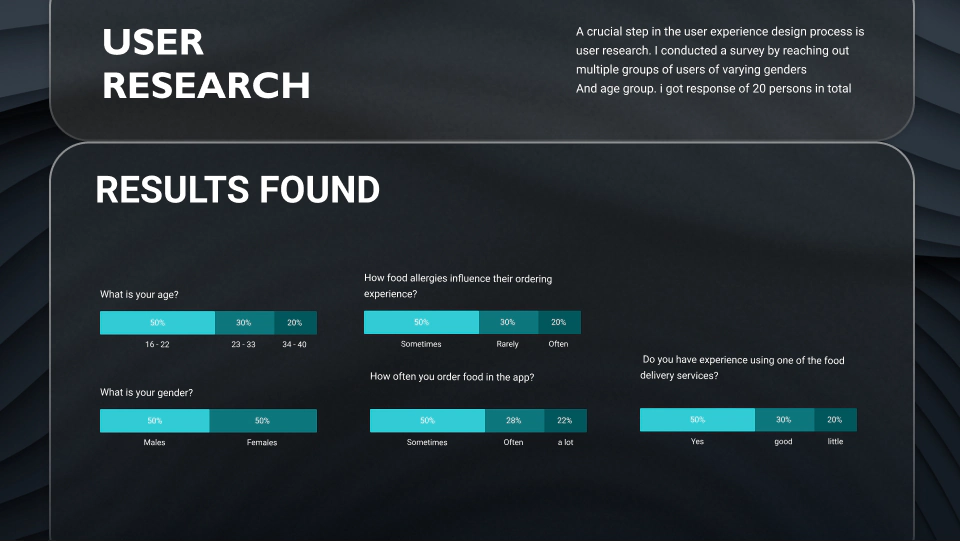 USER
RESEARCH
A crucial step in the user experience design process is
user research. I conducted a survey by reaching out
multiple groups of users of varying genders
And age group. i got response of 20 persons in total
RESULTS FOUND
What is your age?
50% 30% 20%
16 - 22 23 - 33 34 - 40
How food allergies influence their ordering
experience?
50% 30% 20%
Sometimes Rarely Often
What is your gender?
50% 50%
Males Females
How often you order food in the app?
50% 28% 22%
Sometimes Often a lot
Do you have experience using one of the food
delivery services?
50% 30% 20%
Yes good little